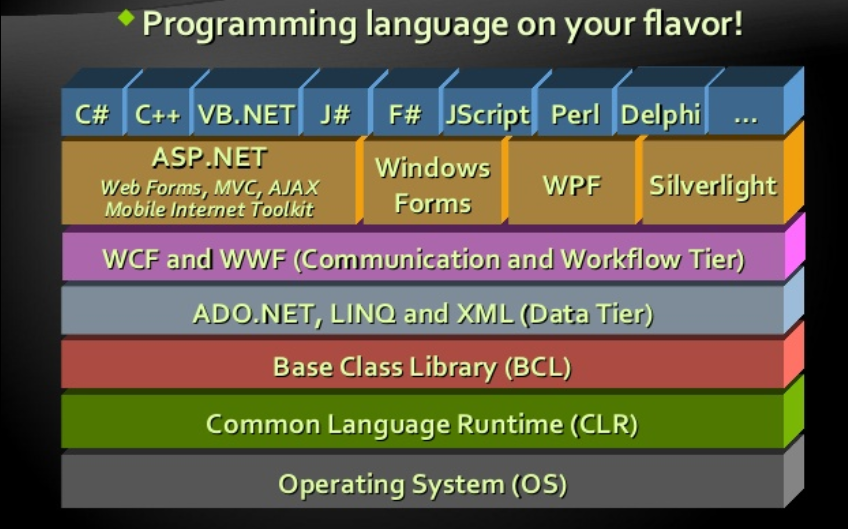 Programming language on your flavor!
C# C++ VB.NET J# F# JScript Perl Delphi ...
ASP.NET
Web Forms, MVC, AJAX
Mobile Internet Toolkit
Windows
Forms
WPF
Silverlight
WCF and WWF (Communication and Workflow Tier)
ADO.NET, LINQ and XML (Data Tier)
Base Class Library (BCL)
Common Language Runtime (CLR)
Operating System (OS)